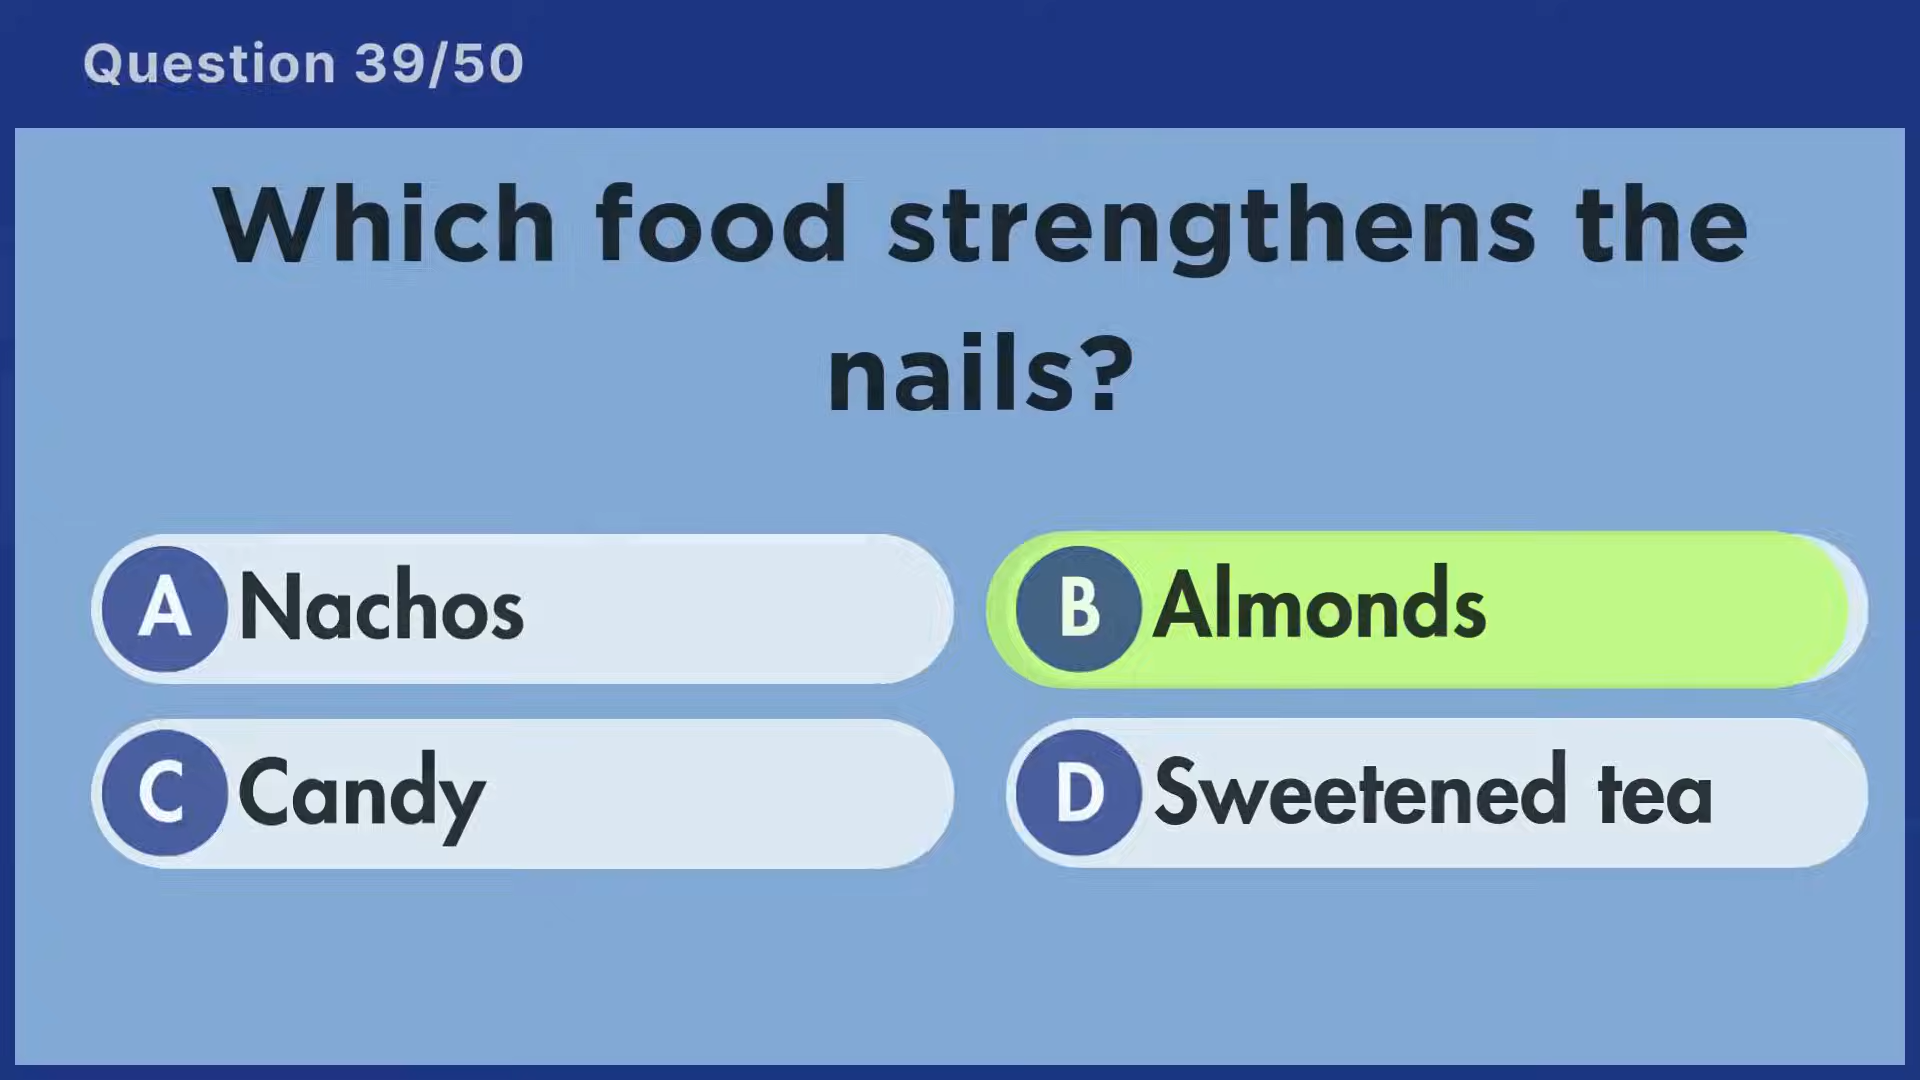 Question 39/50
Which food strengthens the
nails?
A Nachos
B Almonds
C Candy
D Sweetened tea